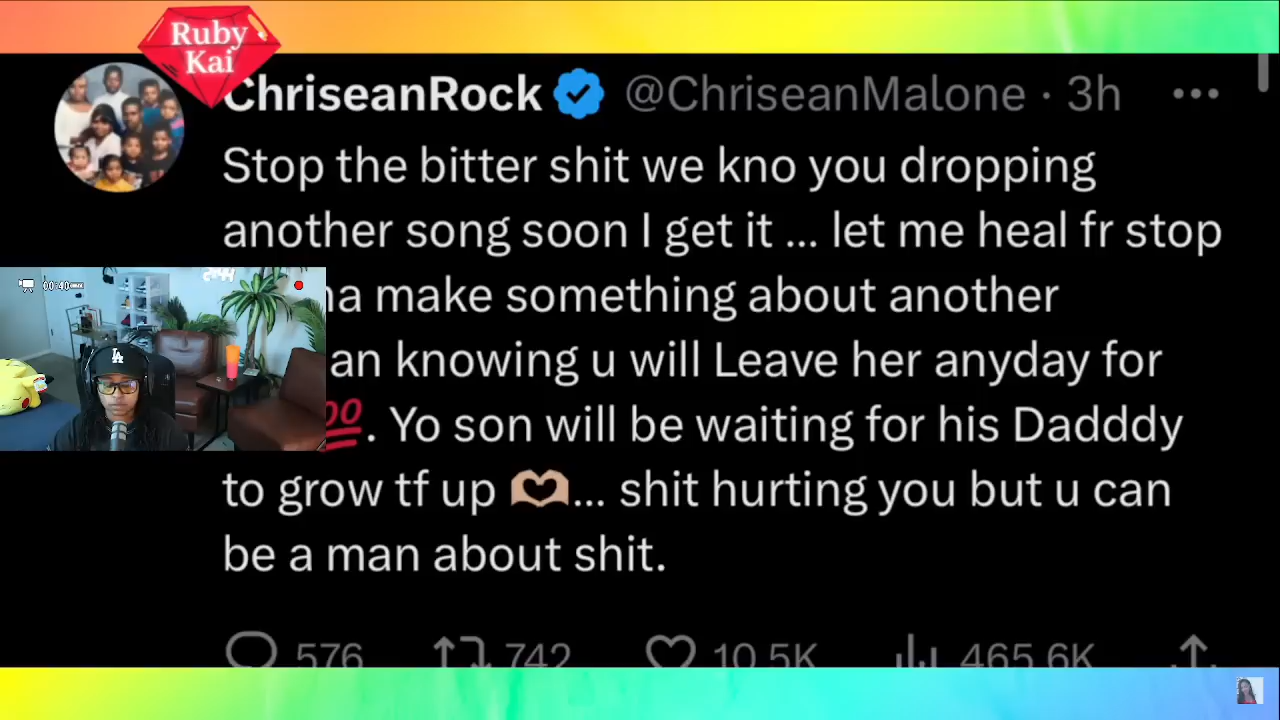 Ruby
Kai
ChriseanRock @ChriseanMalone · 3h ...
Stop the bitter shit we kno you dropping
another song soon I get it ... let me heal fr stop
make something about another
knowing u will Leave her anyday for
. Yo son will be waiting for his Dadddy
to grow tf up 🫶🏼... shit hurting you but u can
be a man about shit.
LA
576 742 10.5K 465.6K